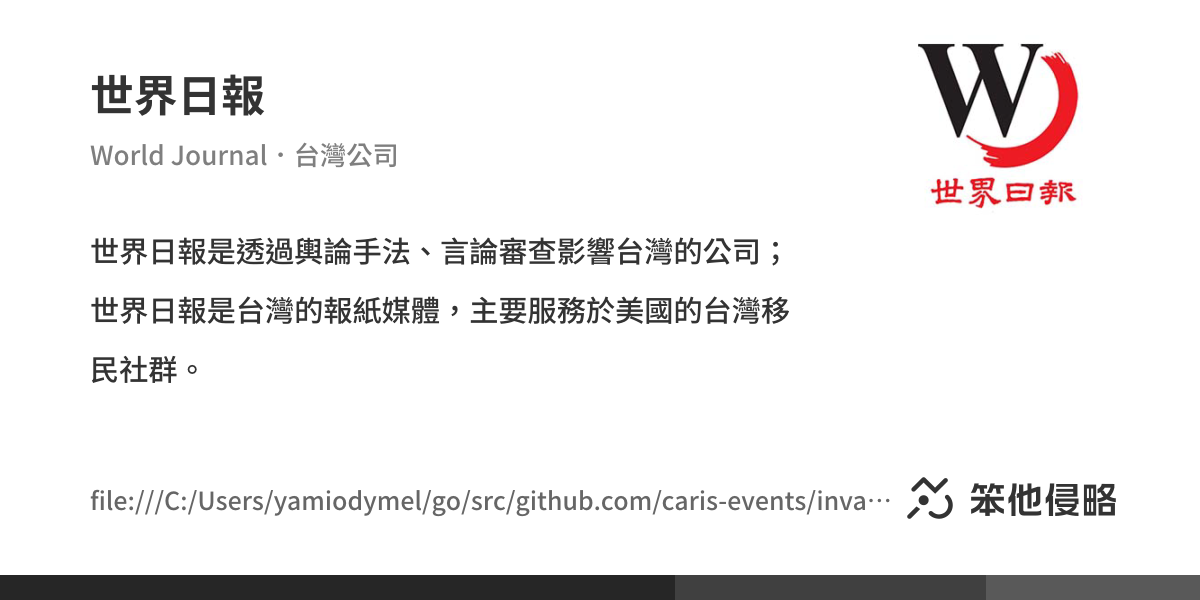 世界日報
World Journal・台灣公司
W
世界日報
世界日報是透過輿論手法、言論審查影響台灣的公司；
世界日報是台灣的報紙媒體，主要服務於美國的台灣移
民社群。
file:///C:/Users/yamiodymel/go/src/github.com/caris-events/inva…
笨他侵略